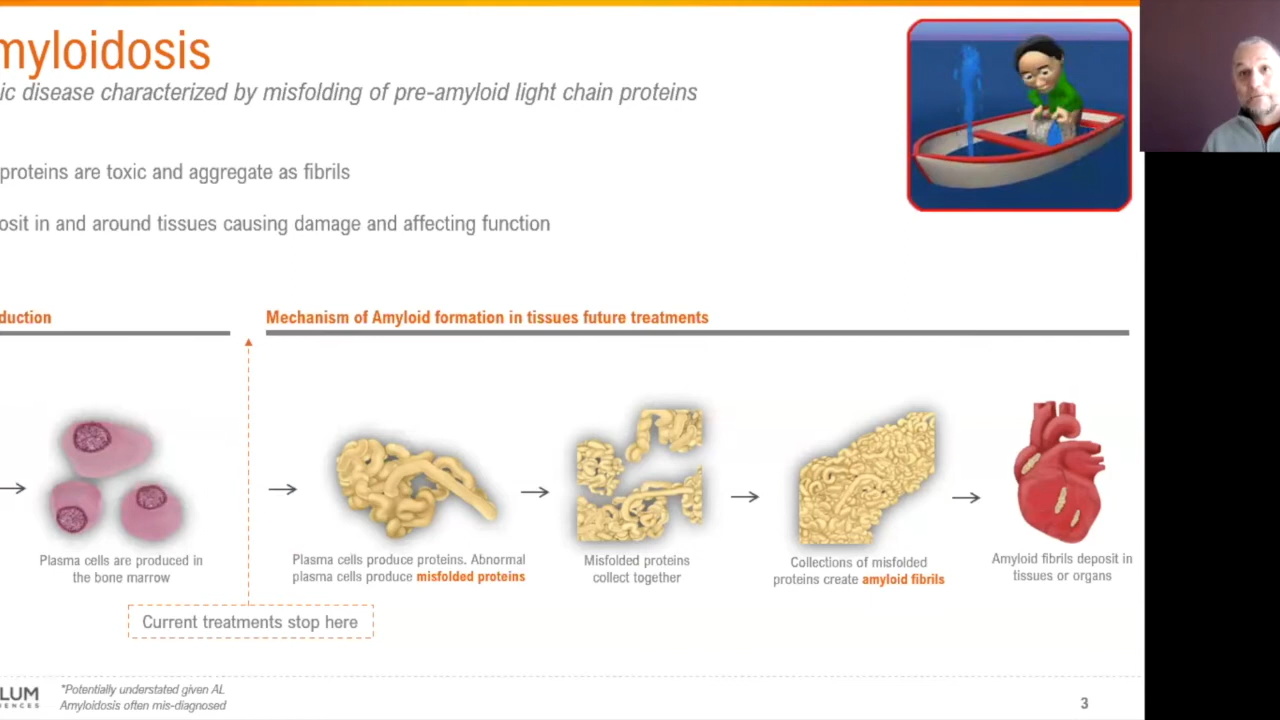 myloidosis
ic disease characterized by misfolding of pre-amyloid light chain proteins
proteins are toxic and aggregate as fibrils
osit in and around tissues causing damage and affecting function
duction
Mechanism of Amyloid formation in tissues future treatments
Plasma cells are produced in
the bone marrow
Plasma cells produce proteins. Abnormal
plasma cells produce misfolded proteins
Misfolded proteins
collect together
Collections of misfolded
proteins create amyloid fibrils
Amyloid fibrils deposit in
tissues or organs
Current treatments stop here
LUM
ENCES
*Potentially understated given AL
Amyloidosis often mis-diagnosed
3